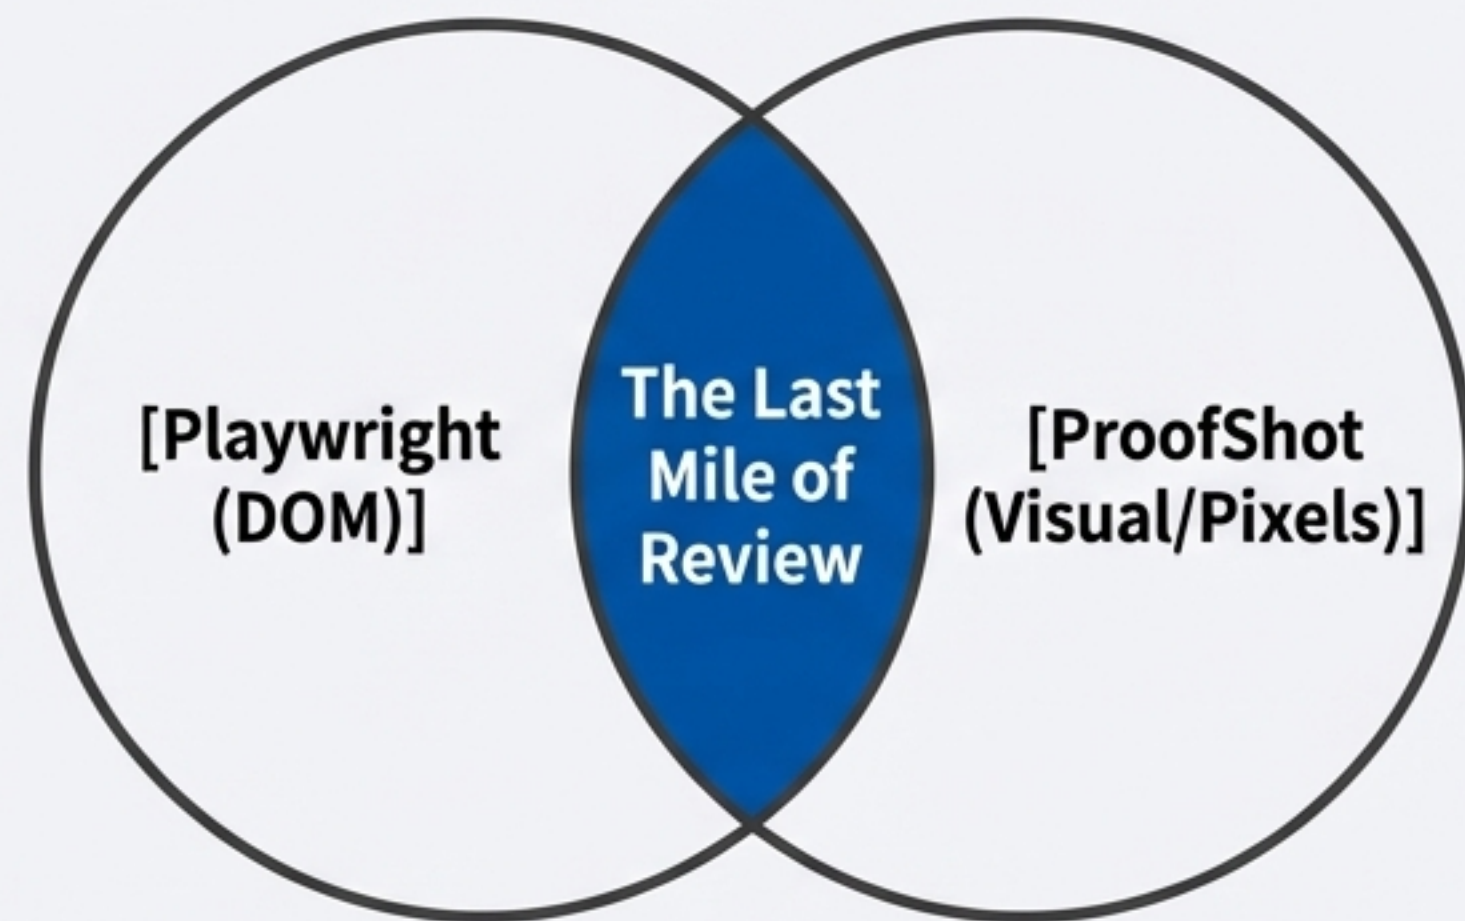 [Playwright
(DOM)]
The Last
Mile of
Review
[ProofShot
(Visual/Pixels)]